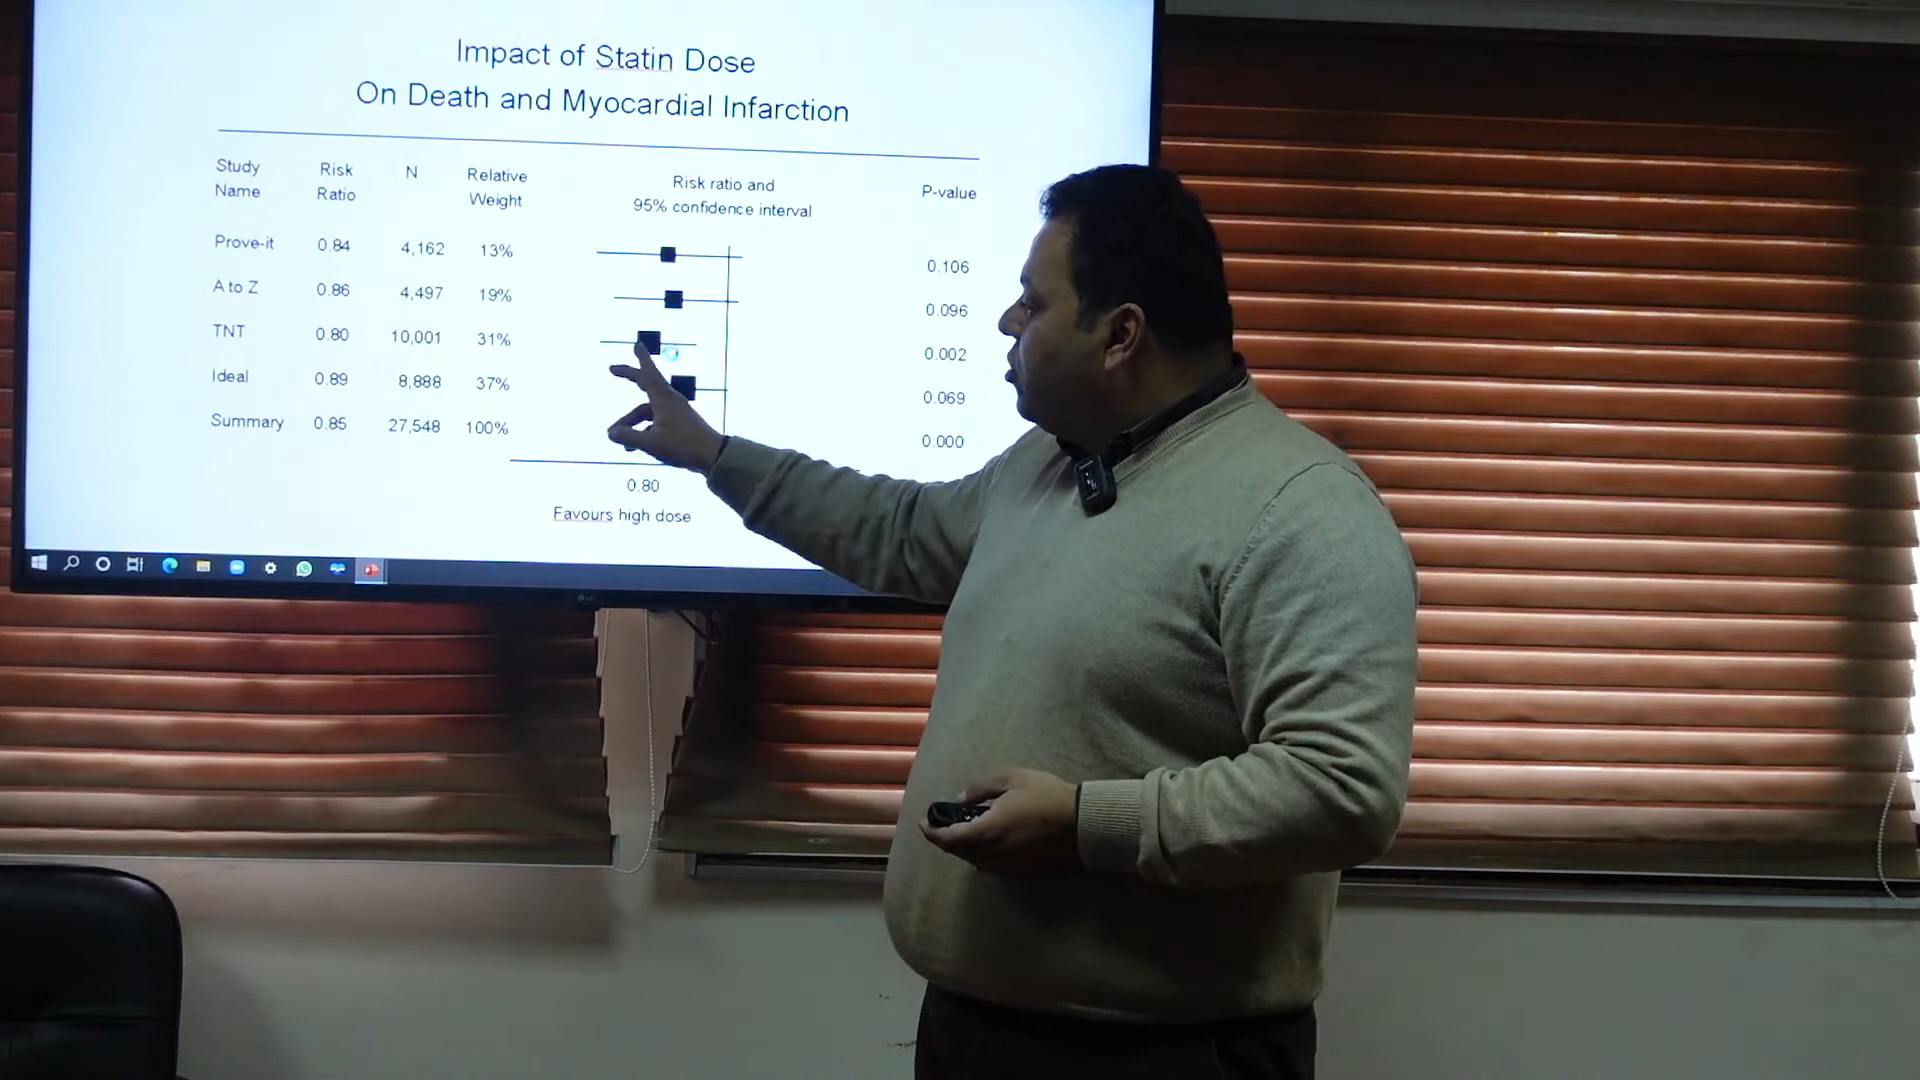 Impact of Statin Dose
On Death and Myocardial Infarction
Study Name Risk Ratio N Relative Weight Risk ratio and 95% confidence interval P-value
Prove-it 0.84 4,162 13% 0.106
A to Z 0.86 4,497 19% 0.096
TNT 0.80 10,001 31% 0.002
Ideal 0.89 8,888 37% 0.069
Summary 0.85 27,548 100% 0.000
0.80
Favours high dose
LG